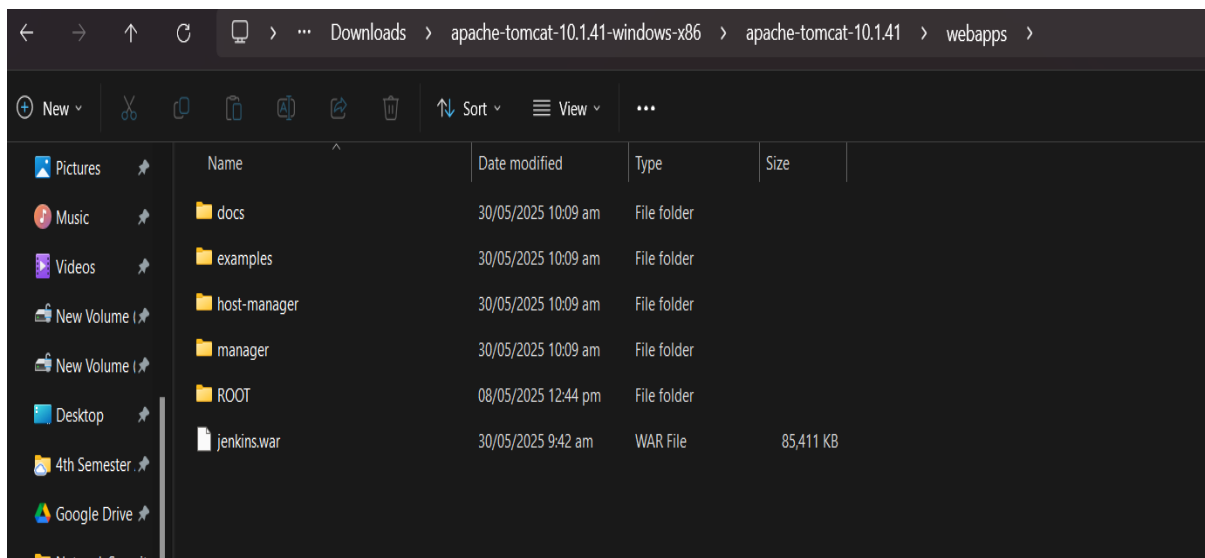 Downloads > apache-tomcat-10.1.41-windows-x86 > apache-tomcat-10.1.41 > webapps >
New Sort View
Name Date modified Type Size
Pictures
Music
Videos
New Volume (
New Volume (
Desktop
4th Semester
Google Drive
docs 30/05/2025 10:09 am File folder
examples 30/05/2025 10:09 am File folder
host-manager 30/05/2025 10:09 am File folder
manager 30/05/2025 10:09 am File folder
ROOT 08/05/2025 12:44 pm File folder
jenkins.war 30/05/2025 9:42 am WAR File 85,411 KB